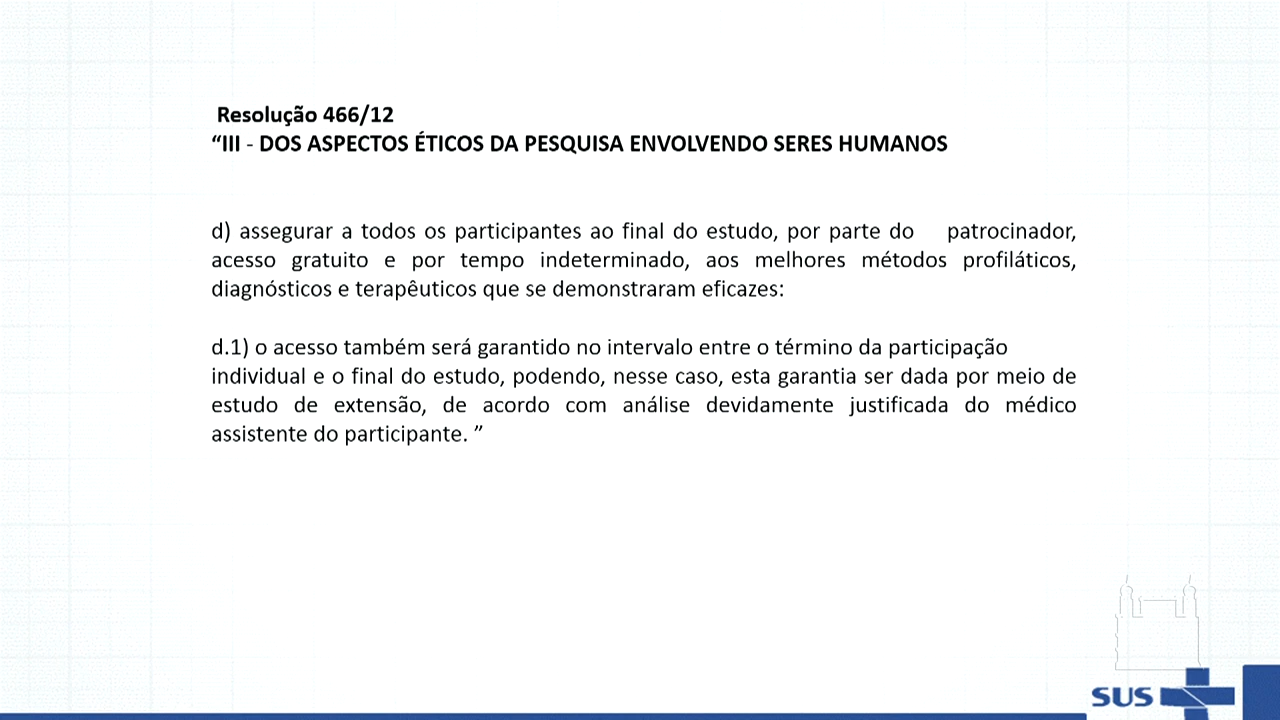 Resolução 466/12
“III - DOS ASPECTOS ÉTICOS DA PESQUISA ENVOLVENDO SERES HUMANOS
d) assegurar a todos os participantes ao final do estudo, por parte do patrocinador,
acesso gratuito e por tempo indeterminado, aos melhores métodos profiláticos,
diagnósticos e terapêuticos que se demonstraram eficazes:
d.1) o acesso também será garantido no intervalo entre o término da participação
individual e o final do estudo, podendo, nesse caso, esta garantia ser dada por meio de
estudo de extensão, de acordo com análise devidamente justificada do médico
assistente do participante. ”
SUS